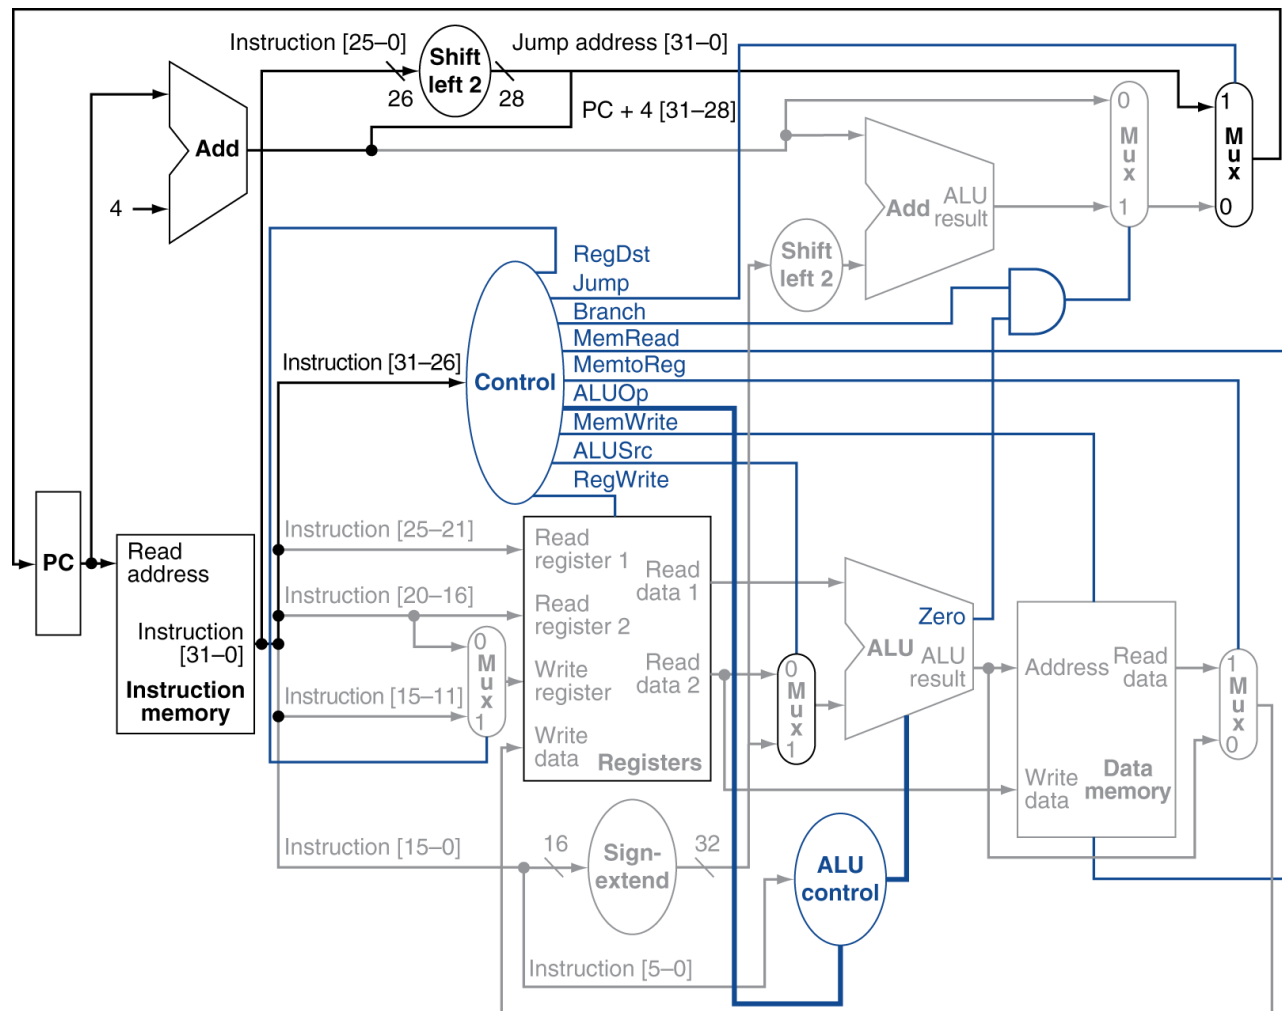 Instruction [25–0]
Shift
left 2
Jump address [31–0]
26
28
PC + 4 [31–28]
Add
4
0
M
u
x
1
1
M
u
x
0
Add
ALU
result
Shift
left 2
RegDst
Jump
Branch
MemRead
MemtoReg
ALUOp
MemWrite
ALUSrc
RegWrite
Instruction [31–26]
Control
PC
Read
address
Instruction
[31–0]
Instruction
memory
Instruction [25–21]
Instruction [20–16]
Instruction [15–11]
0
M
u
x
1
Read
register 1
Read
register 2
Write
register
Write
data
Read
data 1
Read
data 2
Registers
0
M
u
x
1
Zero
ALU
ALU
result
Address
Read
data
Write
data
Data
memory
1
M
u
x
0
Instruction [15–0]
16
Sign-
extend
32
ALU
control
Instruction [5–0]